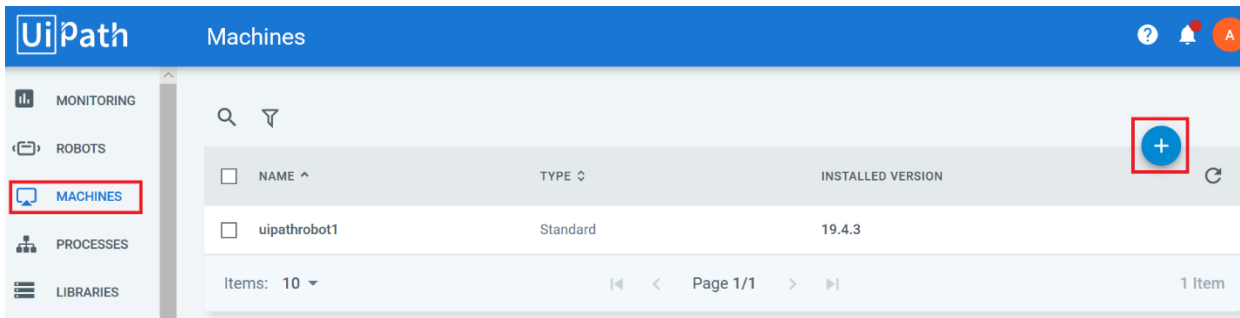 UiPath Machines A
MONITORING
ROBOTS
MACHINES
PROCESSES
LIBRARIES
NAME TYPE INSTALLED VERSION
uipathrobot1 Standard 19.4.3
Items: 10 Page 1/1 1 Item